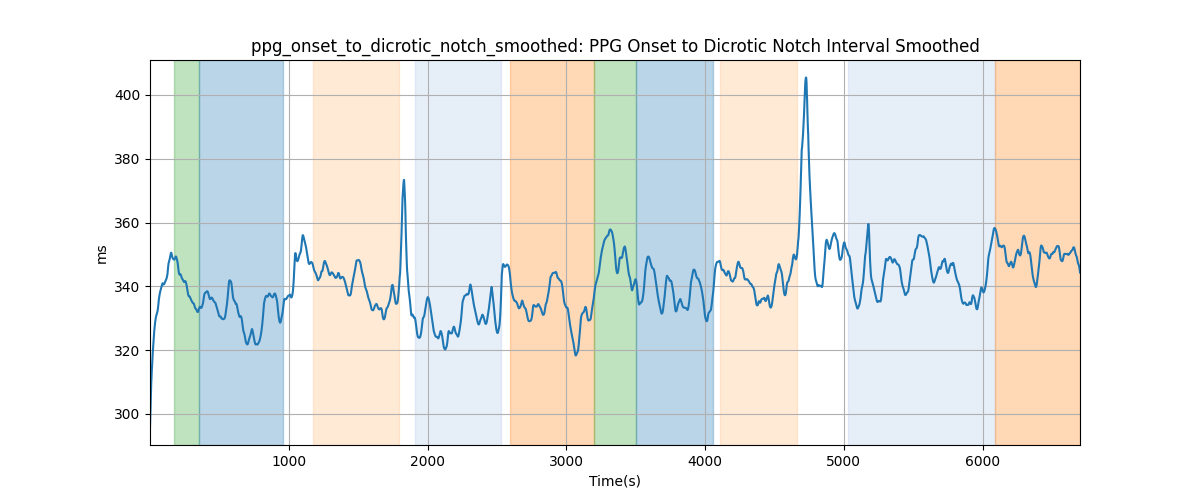 ppg_onset_to_dicrotic_notch_smoothed: PPG Onset to Dicrotic Notch Interval Smoothed
400
380
360
340
320
300
ms
1000 2000 3000 4000 5000 6000
Time(s)